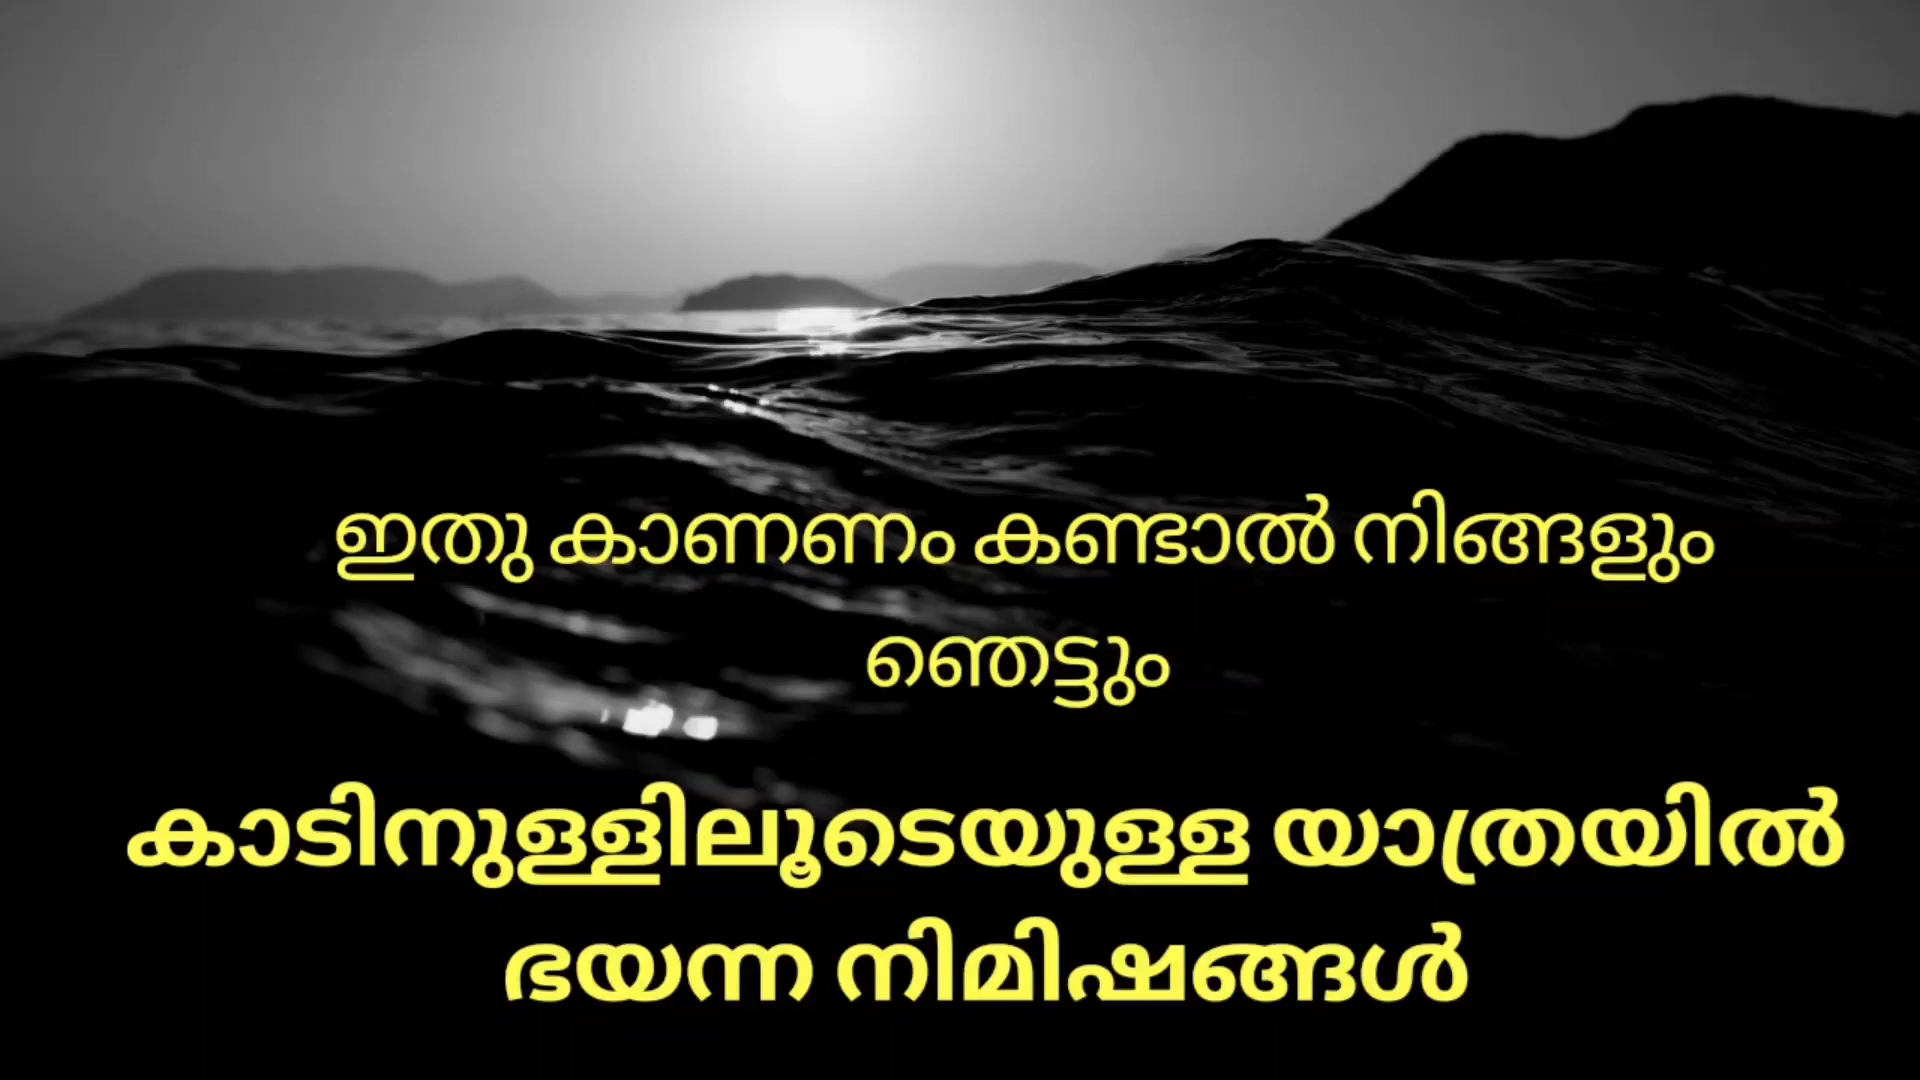 ഇതു കാണണം കണ്ടാൽ നിങ്ങളും
ഞെട്ടും
കാടിനുള്ളിലൂടെയുള്ള യാത്രയിൽ
ഭയന്ന നിമിഷങ്ങൾ